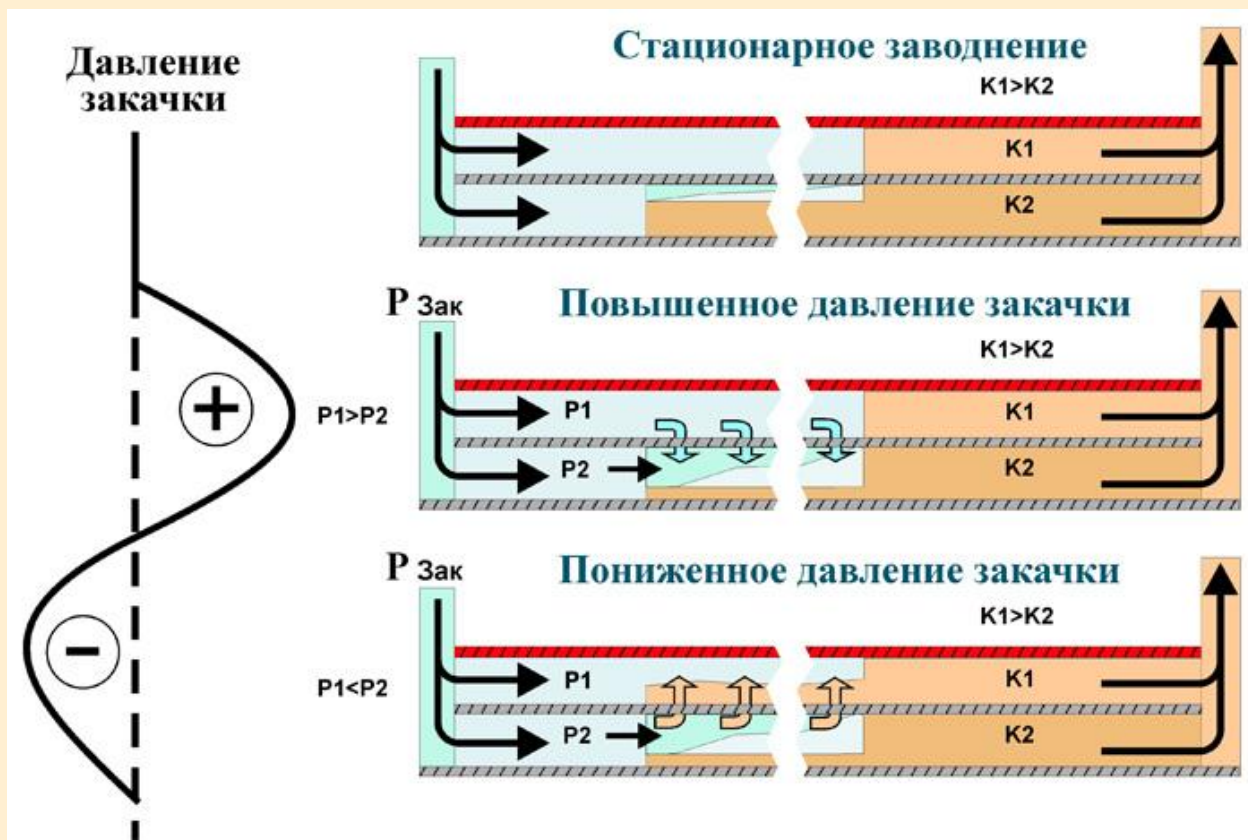 Давление
закачки
Стационарное заводнение
K1>K2
K1
K2
Р Зак
Повышенное давление закачки
K1>K2
P1>P2
P1
K1
P2
K2
Р Зак
Пониженное давление закачки
K1>K2
P1<P2
P1
K1
P2
K2
+
−